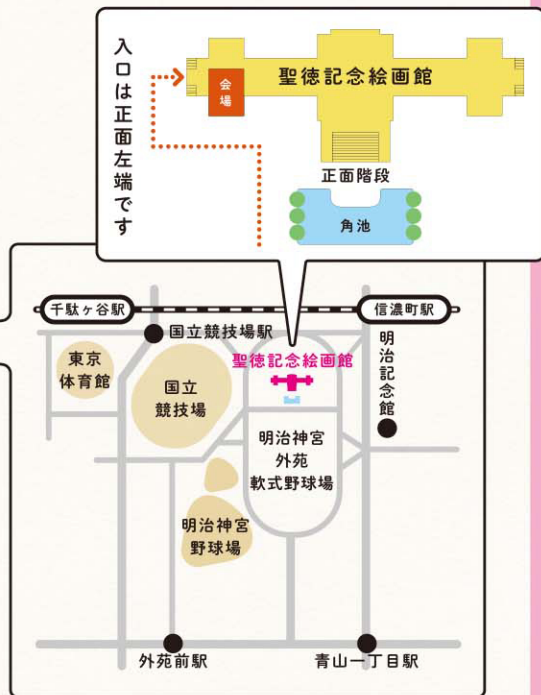 入口は正面左端です
会場
聖徳記念絵画館
正面階段
角池
千駄ヶ谷駅
信濃町駅
国立競技場駅
聖徳記念絵画館
明治記念館
東京
体育館
国立
競技場
明治神宮
外苑
軟式野球場
明治神宮
野球場
外苑前駅
青山一丁目駅